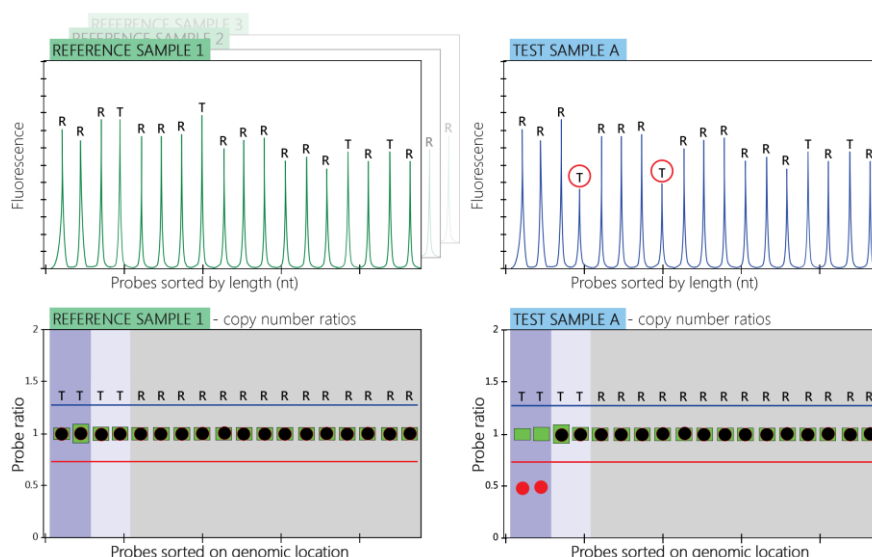 REFERENCE SAMPLE 3
REFERENCE SAMPLE 2
REFERENCE SAMPLE 1
Fluorescence
R R R T R R R T R R R R R R T R T R R R
Probes sorted by length (nt)
TEST SAMPLE A
Fluorescence
R R R T R R R T R R R R R R T R T R
Probes sorted by length (nt)
REFERENCE SAMPLE 1 - copy number ratios
Probe ratio
2
1.5
1
0.5
0
T T T T R R R R R R R R R R R R R R
Probes sorted on genomic location
TEST SAMPLE A - copy number ratios
Probe ratio
2
1.5
1
0.5
0
T T T T R R R R R R R R R R R R R R
Probes sorted on genomic location